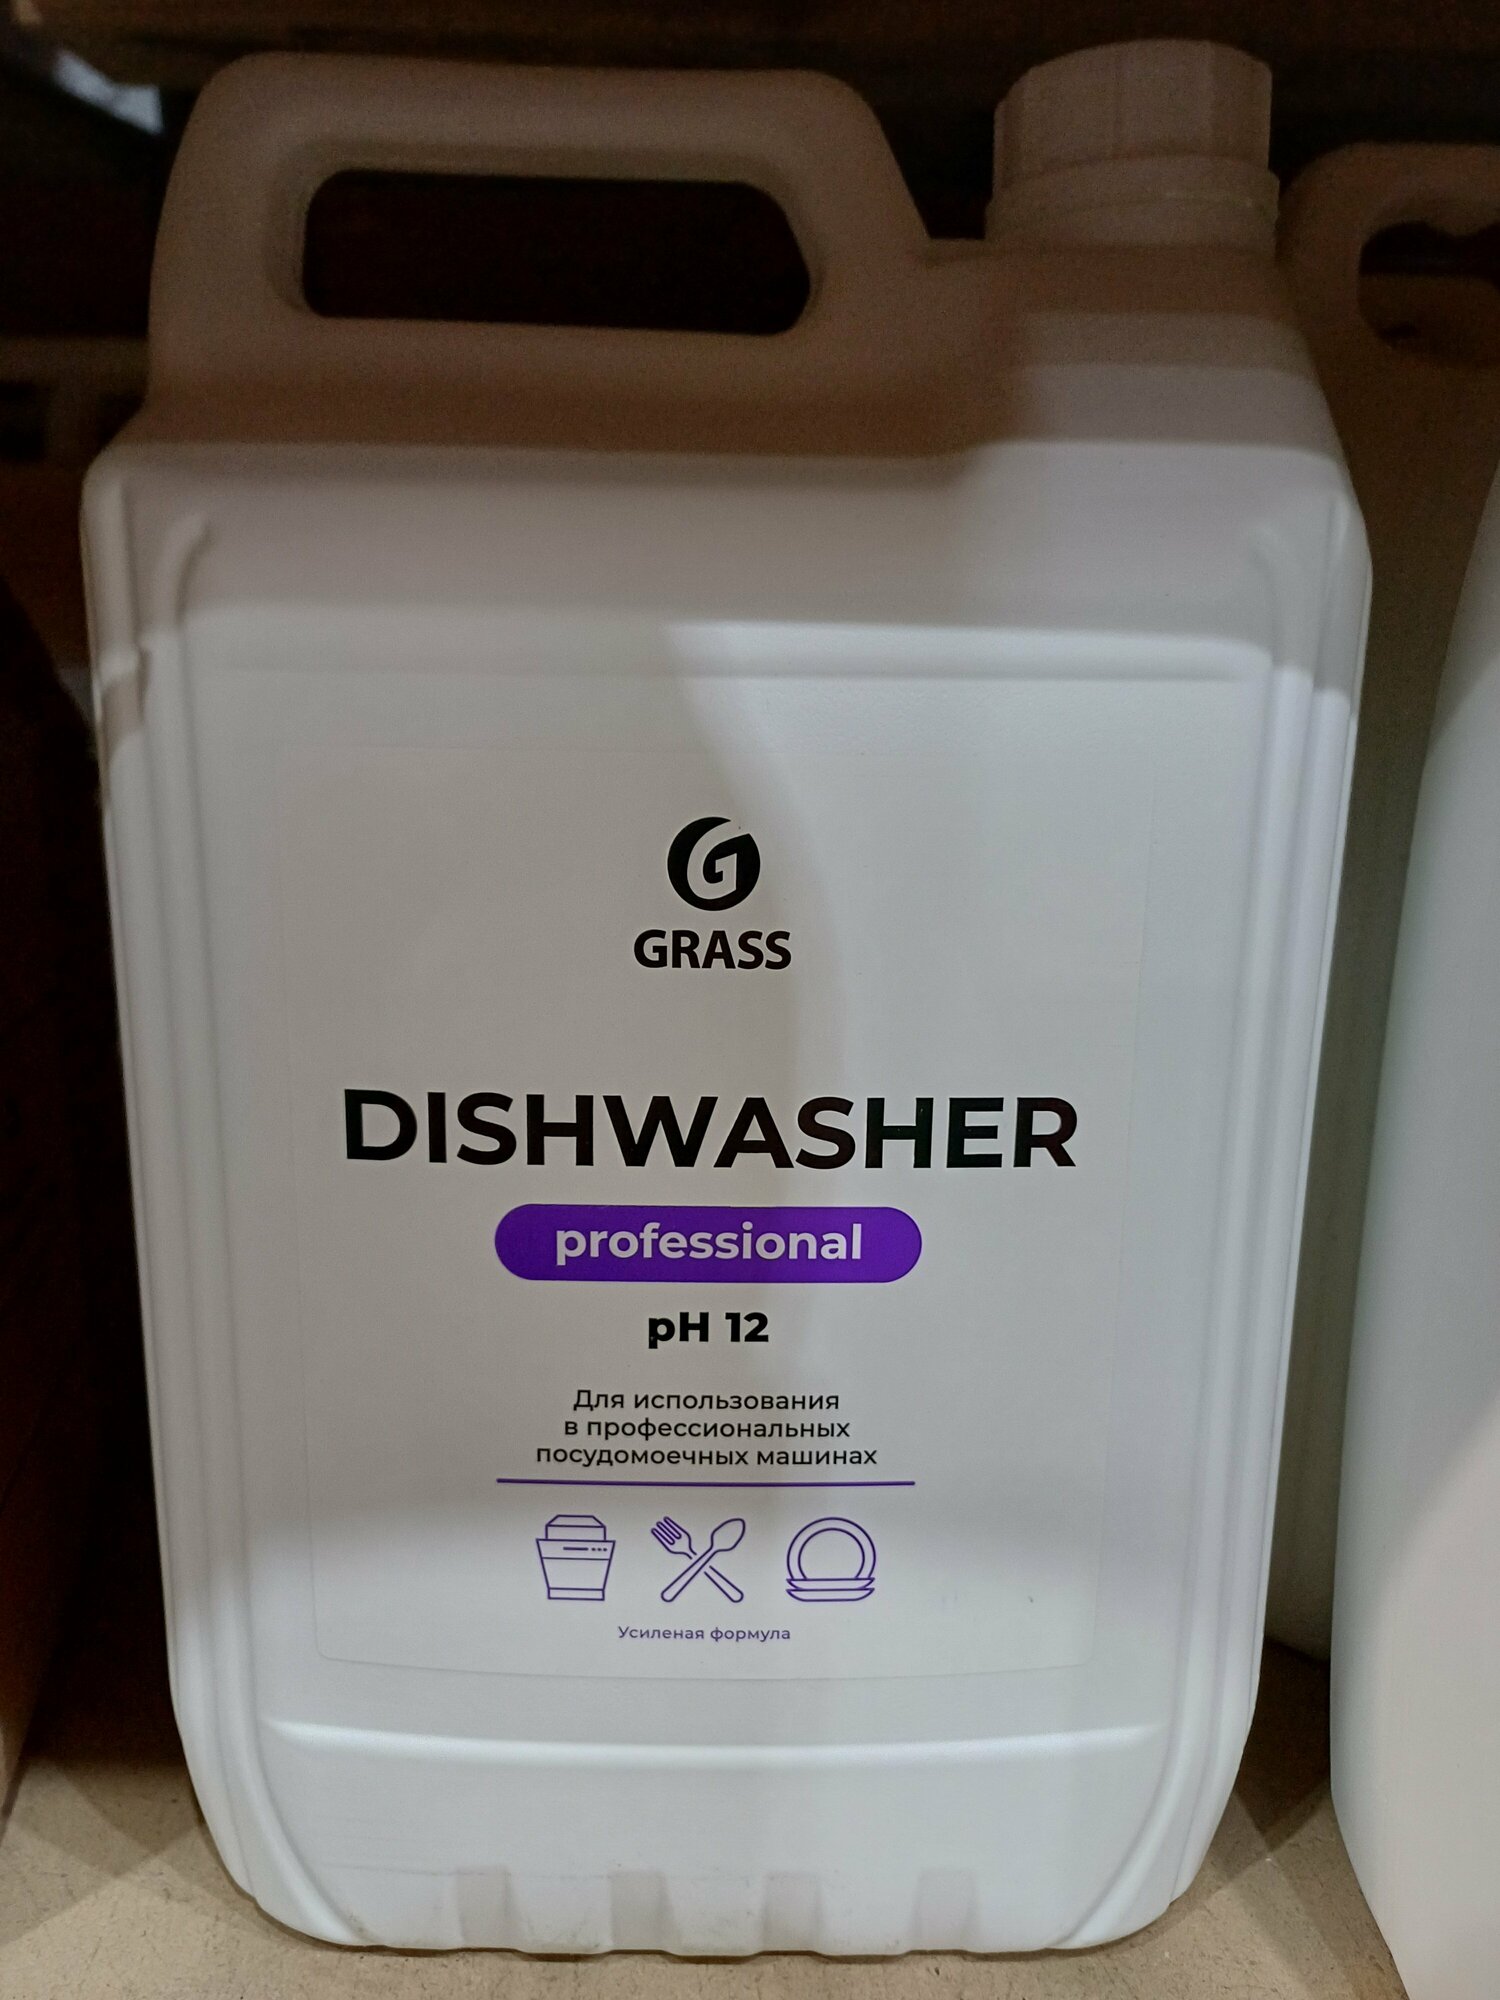 GRASS
DISHWASHER
professional
pH 12
Для использования
в профессиональных
посудомоечных машинах
Усиленая формула